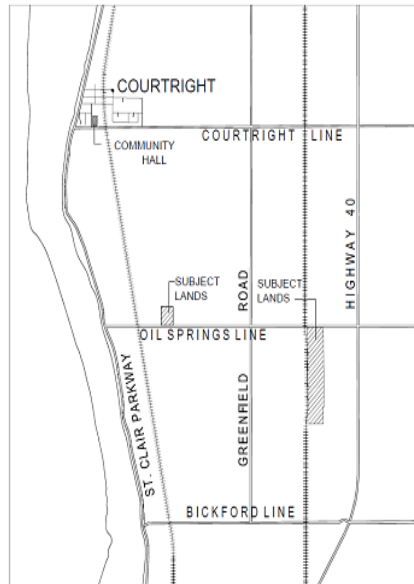 COURTRIGHT
COURTRIGHT LINE
COMMUNITY
HALL
HIGHWAY 40
SUBJECT
LANDS
ROAD
SUBJECT
LANDS
OIL SPRINGS LINE
ST. CLAIR PARKWAY
GREENFIELD
BICKFORD LINE